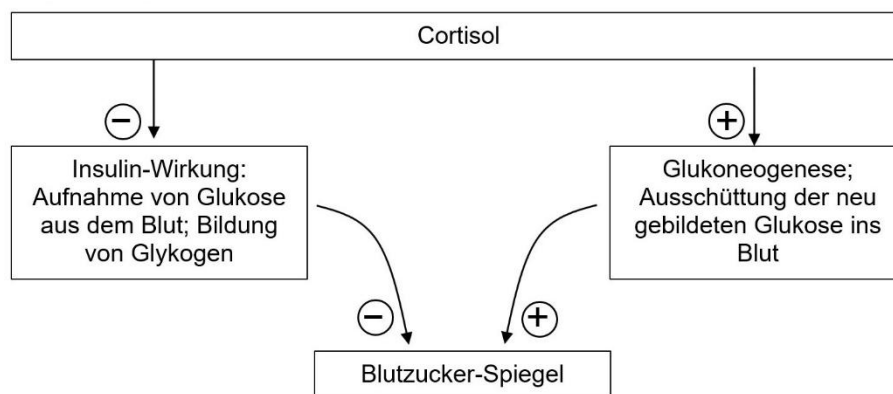 Cortisol
−
+
Insulin-Wirkung:
Aufnahme von Glukose
aus dem Blut; Bildung
von Glykogen
Glukoneogenese;
Ausschüttung der neu
gebildeten Glukose ins
Blut
−
+
Blutzucker-Spiegel